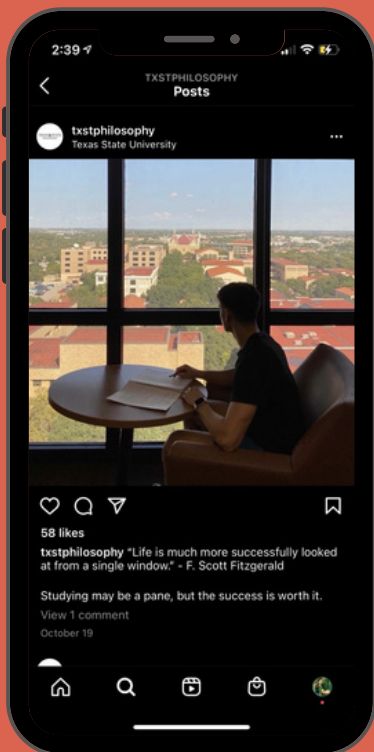 2:39
TXSTPHILOSOPHY
Posts
txstphilosophy
Texas State University
58 likes
txstphilosophy “Life is much more successfully looked
at from a single window.” - F. Scott Fitzgerald
Studying may be a pane, but the success is worth it.
View 1 comment
October 19